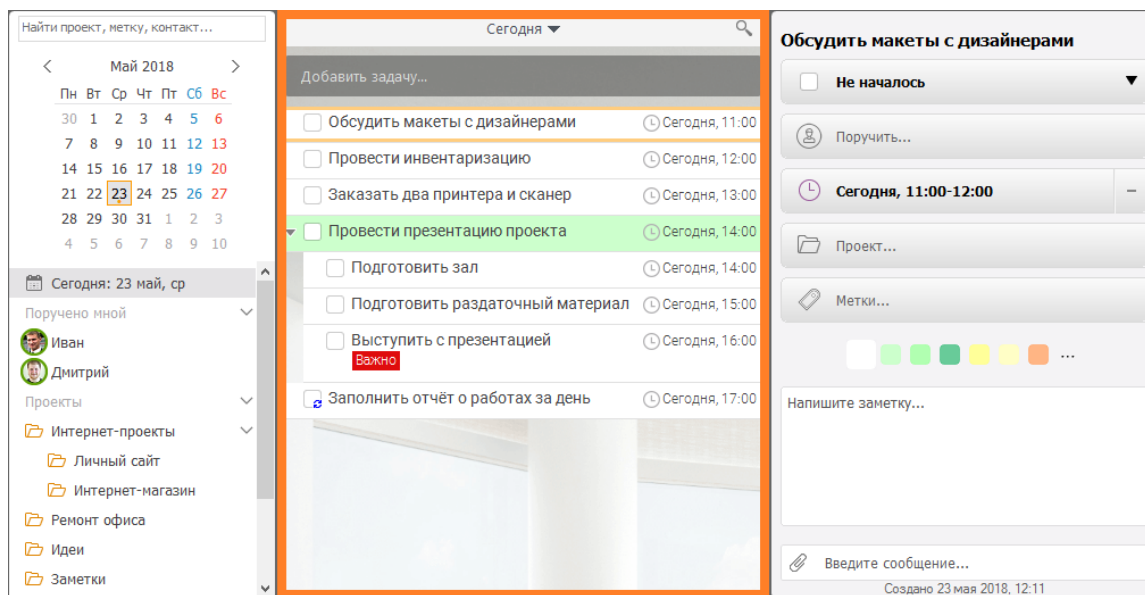 Найти проект, метку, контакт...
Май 2018
Пн Вт Ср Чт Пт Сб Вс
30 1 2 3 4 5 6
7 8 9 10 11 12 13
14 15 16 17 18 19 20
21 22 23 24 25 26 27
28 29 30 31 1 2 3
4 5 6 7 8 9 10
Сегодня: 23 май, ср
Поручено мной
Иван
Дмитрий
Проекты
Интернет-проекты
Личный сайт
Интернет-магазин
Ремонт офиса
Идеи
Заметки
Сегодня
Добавить задачу...
Обсудить макеты с дизайнерами Сегодня, 11:00
Провести инвентаризацию Сегодня, 12:00
Заказать два принтера и сканер Сегодня, 13:00
Провести презентацию проекта Сегодня, 14:00
Подготовить зал Сегодня, 14:00
Подготовить раздаточный материал Сегодня, 15:00
Выступить с презентацией Сегодня, 16:00
Важно
Заполнить отчёт о работах за день Сегодня, 17:00
Обсудить макеты с дизайнерами
Не началось
Поручить...
Сегодня, 11:00-12:00
Проект...
Метки...
...
Напишите заметку...
Введите сообщение...
Создано 23 мая 2018, 12:11